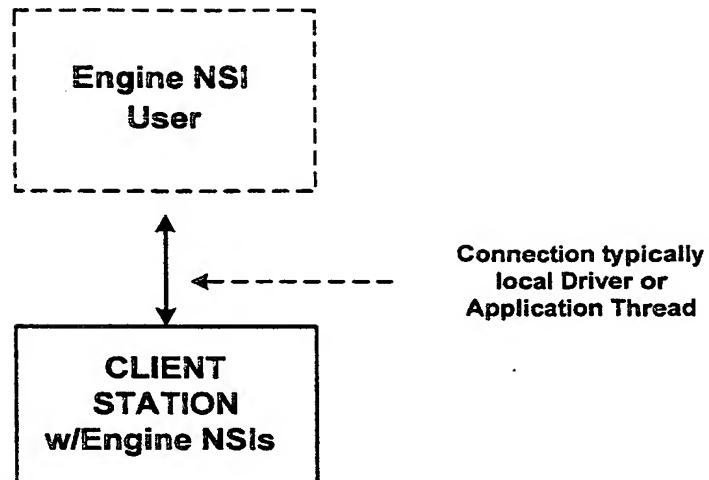 Engine NSI
User
Connection typically
local Driver or
Application Thread
CLIENT
STATION
w/Engine NSIs